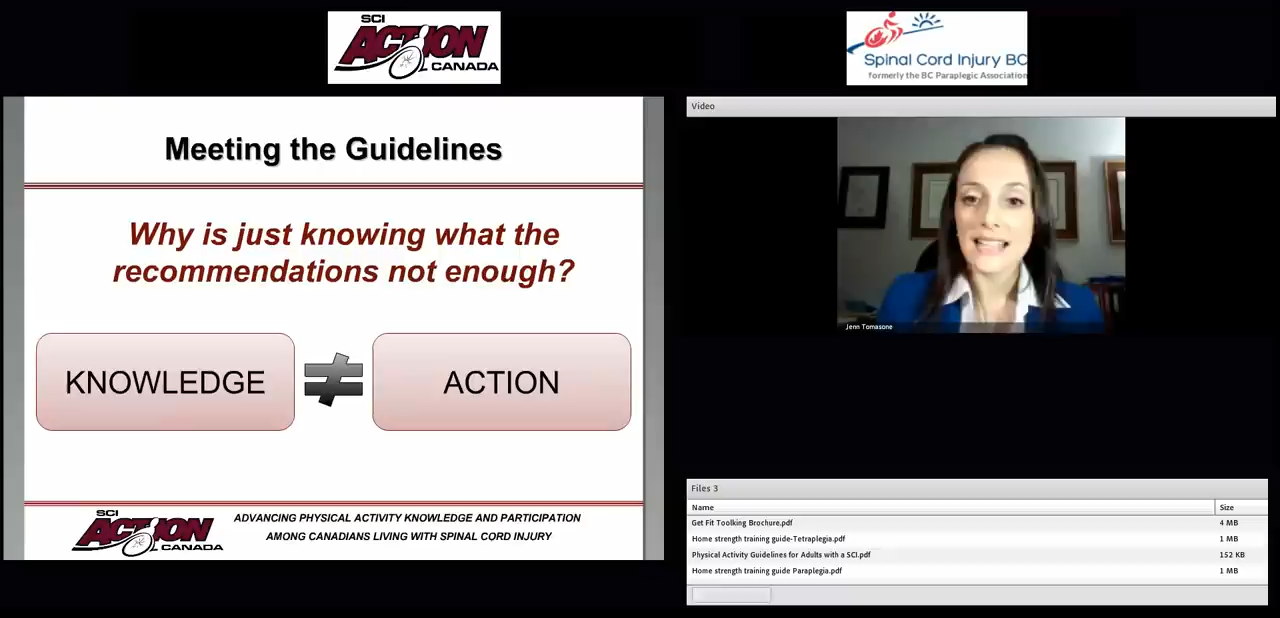 SCI
ACTION
CANADA
Spinal Cord Injury BC
formerly the BC Paraplegic Association
Meeting the Guidelines
Why is just knowing what the
recommendations not enough?
KNOWLEDGE
≠
ACTION
SCI
ACTION
CANADA
ADVANCING PHYSICAL ACTIVITY KNOWLEDGE AND PARTICIPATION
AMONG CANADIANS LIVING WITH SPINAL CORD INJURY
Video
Jenn Tomasone
Files 3
Name Size
Get Fit Toolking Brochure.pdf 4 MB
Home strength training guide-Tetraplegia.pdf 1 MB
Physical Activity Guidelines for Adults with a SCI.pdf 152 KB
Home strength training guide Paraplegia.pdf 1 MB